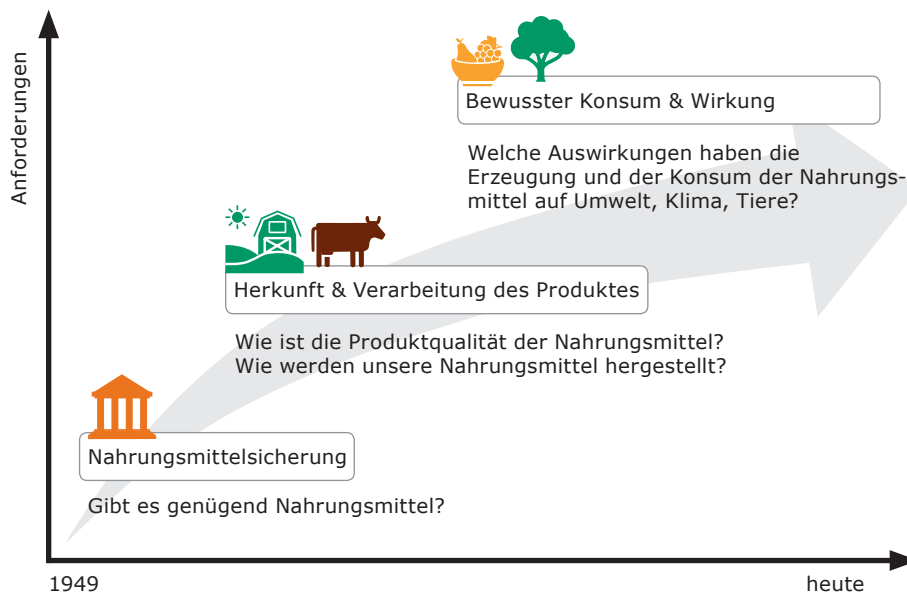 Anforderungen
Bewusster Konsum & Wirkung
Welche Auswirkungen haben die
Erzeugung und der Konsum der Nahrungs-
mittel auf Umwelt, Klima, Tiere?
Herkunft & Verarbeitung des Produktes
Wie ist die Produktqualität der Nahrungsmittel?
Wie werden unsere Nahrungsmittel hergestellt?
Nahrungsmittelsicherung
Gibt es genügend Nahrungsmittel?
1949
heute